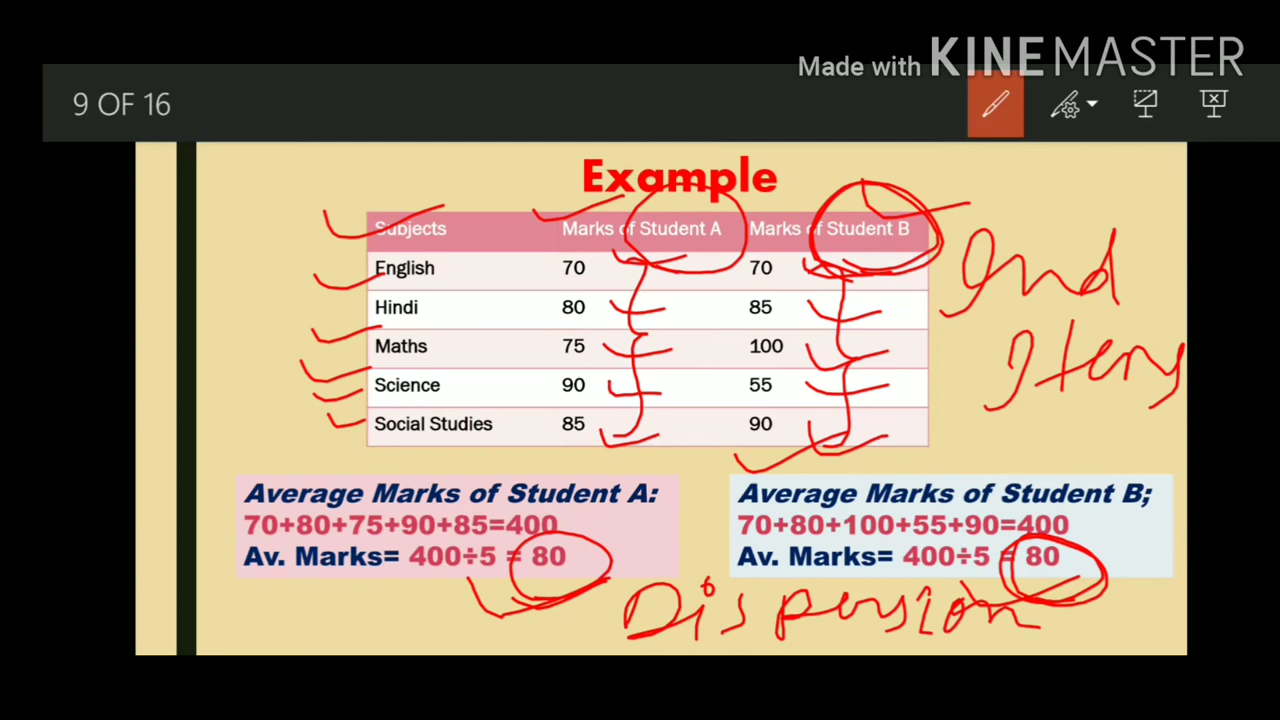 Made with KINEMASTER
9 OF 16
Example
Subjects Marks of Student A Marks of Student B
English 70 70
Hindi 80 85
Maths 75 100
Science 90 55
Social Studies 85 90
Ind
Items
Average Marks of Student A:
70+80+75+90+85=400
Av. Marks= 400÷5 = 80
Average Marks of Student B;
70+80+100+55+90=400
Av. Marks= 400÷5 = 80
Dispersion